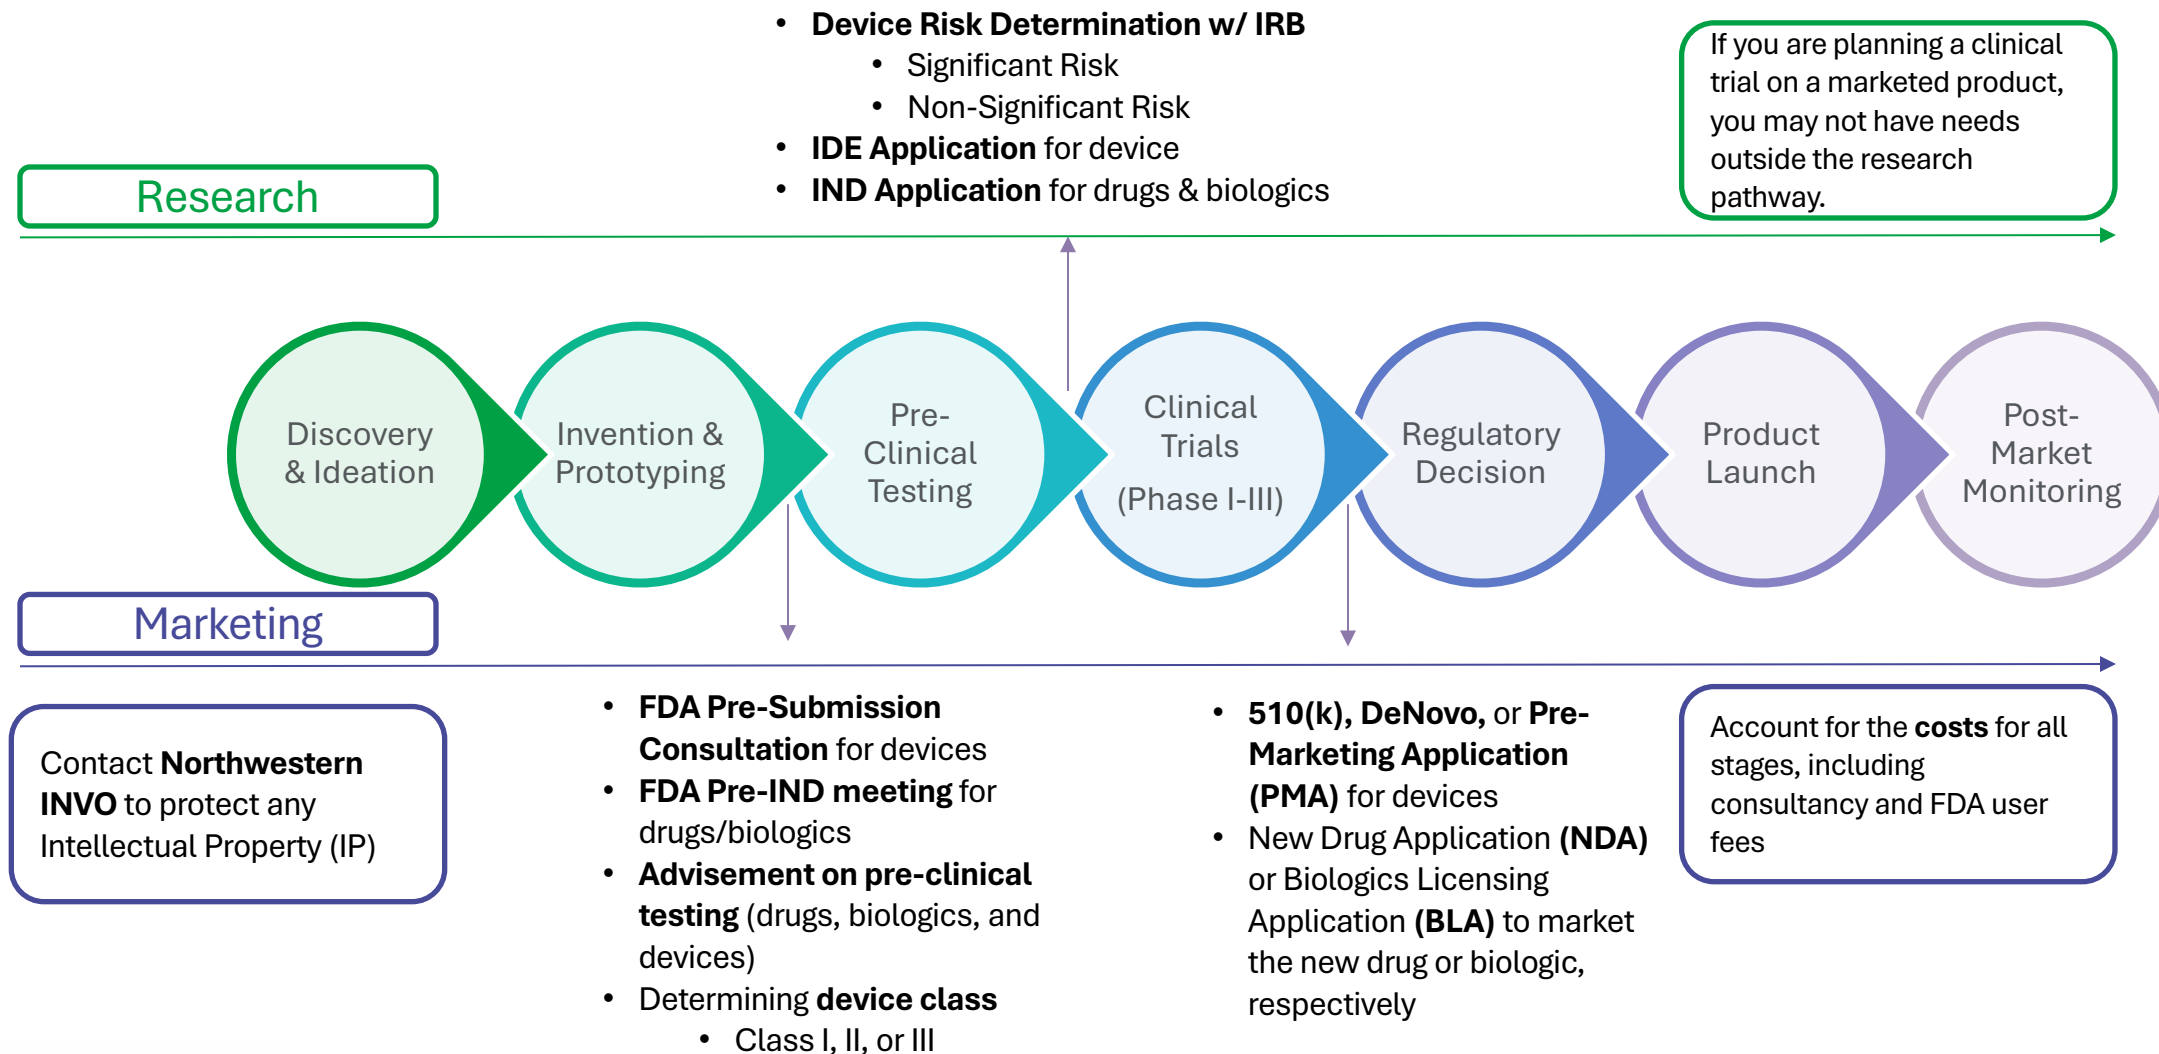 • Device Risk Determination w/ IRB
• Significant Risk
• Non-Significant Risk
• IDE Application for device
• IND Application for drugs & biologics
If you are planning a clinical
trial on a marketed product,
you may not have needs
outside the research
pathway.
Research
Discovery
& Ideation
Invention &
Prototyping
Pre-
Clinical
Testing
Clinical
Trials
(Phase I-III)
Regulatory
Decision
Product
Launch
Post-
Market
Monitoring
Marketing
Contact Northwestern
INVO to protect any
Intellectual Property (IP)
• FDA Pre-Submission
Consultation for devices
• FDA Pre-IND meeting for
drugs/biologics
• Advisement on pre-clinical
testing (drugs, biologics, and
devices)
• Determining device class
• Class I, II, or III
• 510(k), DeNovo, or Pre-
Marketing Application
(PMA) for devices
• New Drug Application (NDA)
or Biologics Licensing
Application (BLA) to market
the new drug or biologic,
respectively
Account for the costs for all
stages, including
consultancy and FDA user
fees